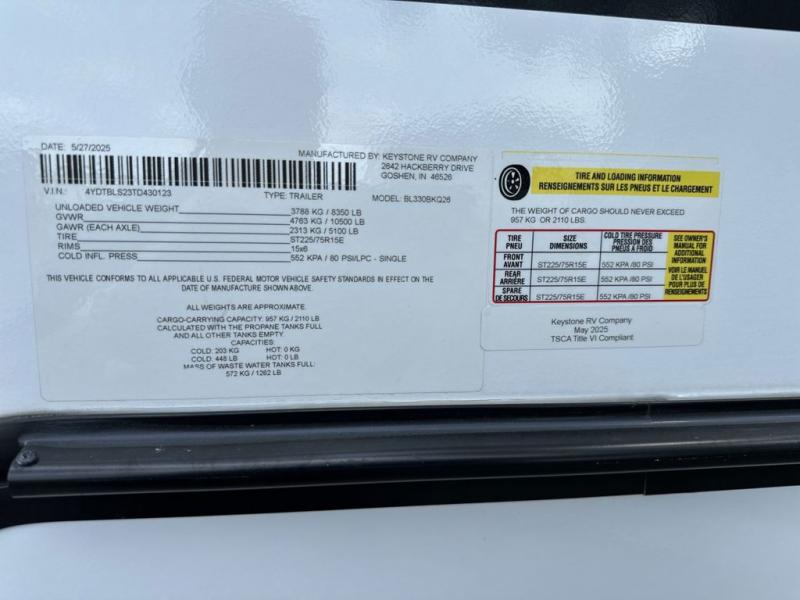 DATE: 5/27/2025
MANUFACTURED BY: KEYSTONE RV COMPANY
2642 HACKBERRY DRIVE
GOSHEN, IN 46526
V.I.N.: 4YDTBLS23TD430123
TYPE: TRAILER
MODEL: BL330BKQ26
UNLOADED VEHICLE WEIGHT 3788 KG / 8350 LB
GVWR 4763 KG / 10500 LB
GAWR (EACH AXLE) 2313 KG / 5100 LB
TIRE ST225/75R15E
RIMS 15x6
COLD INFL. PRESS. 552 KPA / 80 PSI/LPC - SINGLE
THIS VEHICLE CONFORMS TO ALL APPLICABLE U.S. FEDERAL MOTOR VEHICLE SAFETY STANDARDS IN EFFECT ON THE
DATE OF MANUFACTURE SHOWN ABOVE.
ALL WEIGHTS ARE APPROXIMATE.
CARGO-CARRYING CAPACITY: 957 KG / 2110 LB
CALCULATED WITH THE PROPANE TANKS FULL
AND ALL OTHER TANKS EMPTY.
CAPACITIES:
COLD: 203 KG HOT: 0 KG
COLD: 448 LB HOT: 0 LB
MASS OF WASTE WATER TANKS FULL:
572 KG / 1262 LB
TIRE AND LOADING INFORMATION
RENSEIGNEMENTS SUR LES PNEUS ET LE CHARGEMENT
THE WEIGHT OF CARGO SHOULD NEVER EXCEED
957 KG OR 2110 LBS.
TIRE
PNEU
SIZE
DIMENSIONS
COLD TIRE PRESSURE
PRESSION DES
PNEUS A FROID
FRONT
AVANT
ST225/75R15E 552 KPA /80 PSI
REAR
ARRIÈRE
ST225/75R15E 552 KPA /80 PSI
SPARE
DE SECOURS
ST225/75R15E 552 KPA /80 PSI
SEE OWNER'S
MANUAL FOR
ADDITIONAL
INFORMATION
VOIR LE MANUEL
DE L'USAGER
POUR PLUS DE
RENSEIGNEMENTS
Keystone RV Company
May 2025
TSCA Title VI Compliant